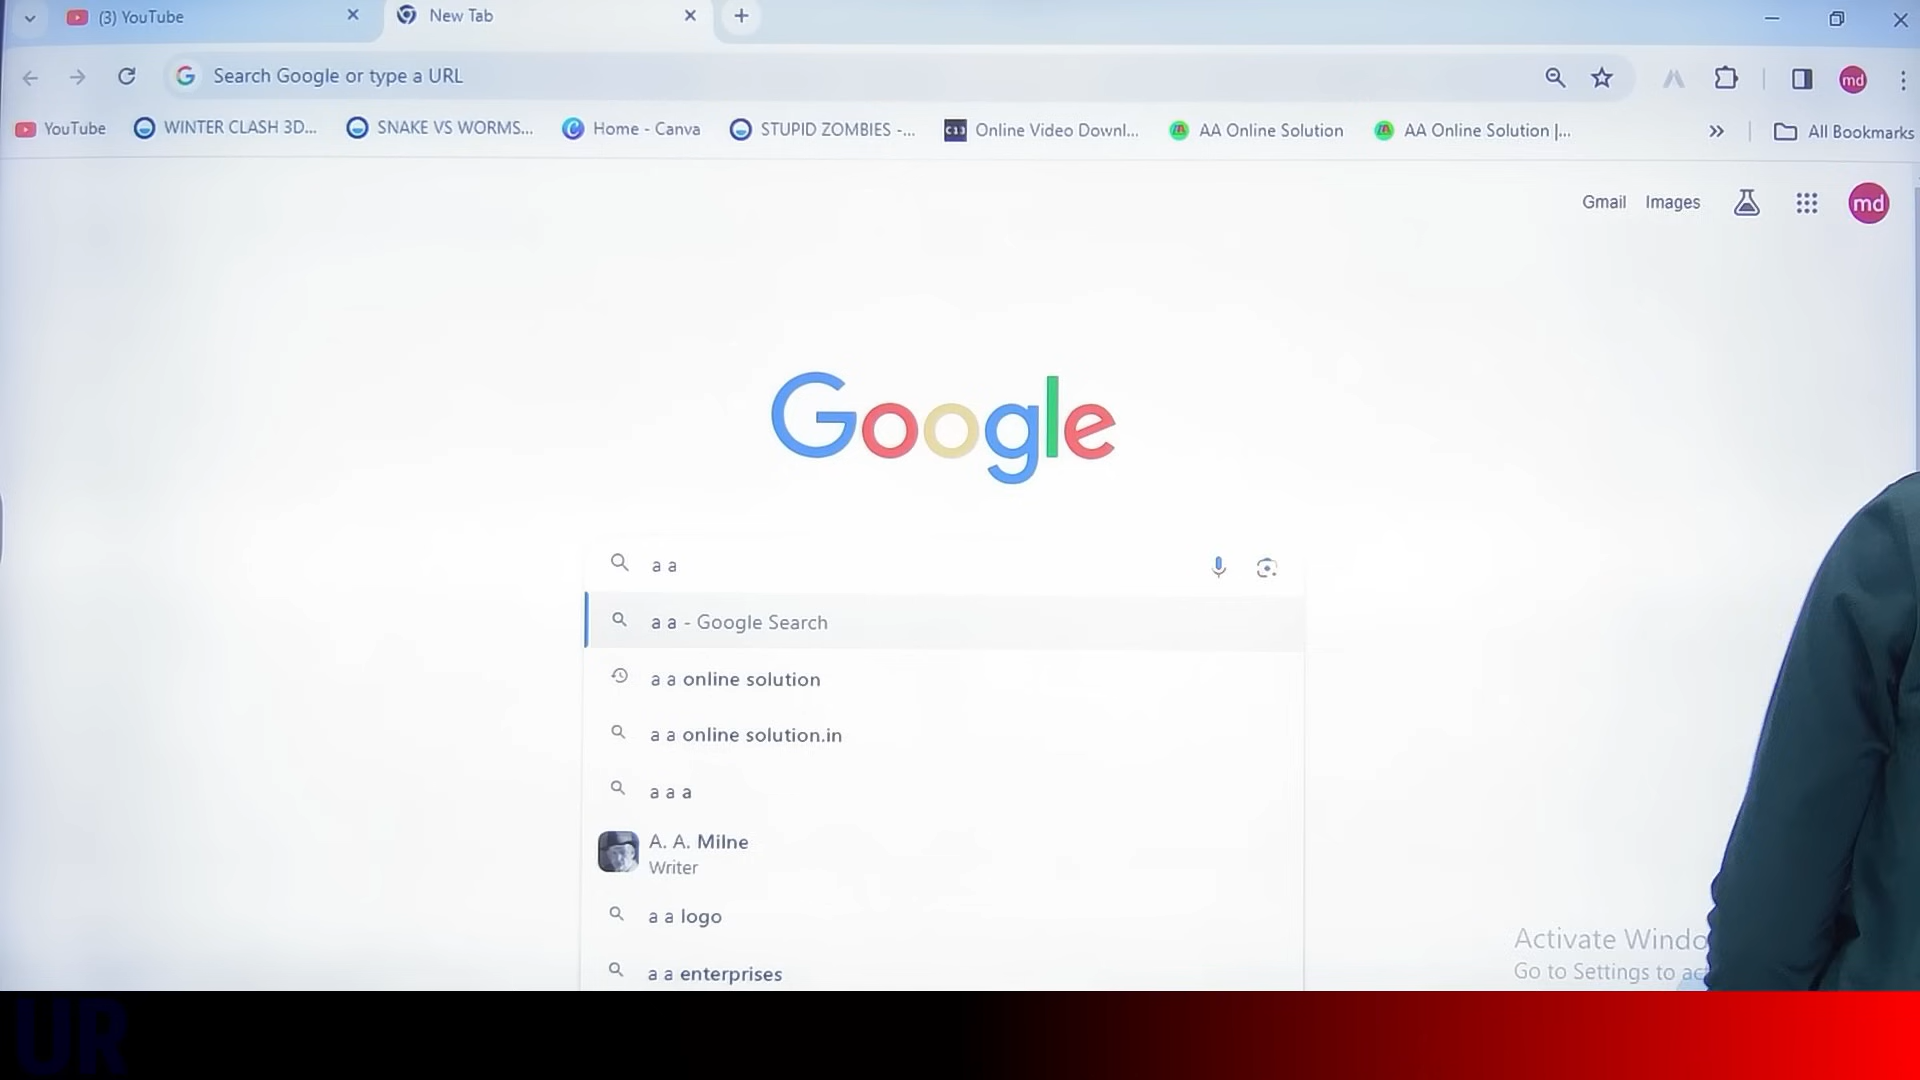 (3) YouTube
New Tab
Search Google or type a URL
md
YouTube
WINTER CLASH 3D...
SNAKE VS WORMS...
Home - Canva
STUPID ZOMBIES -...
Online Video Downl...
AA Online Solution
AA Online Solution |...
All Bookmarks
Gmail
Images
md
Google
a a
a a - Google Search
a a online solution
a a online solution.in
a a a
A. A. Milne
Writer
a a logo
a a enterprises
Activate Windo
Go to Settings to ac
UR